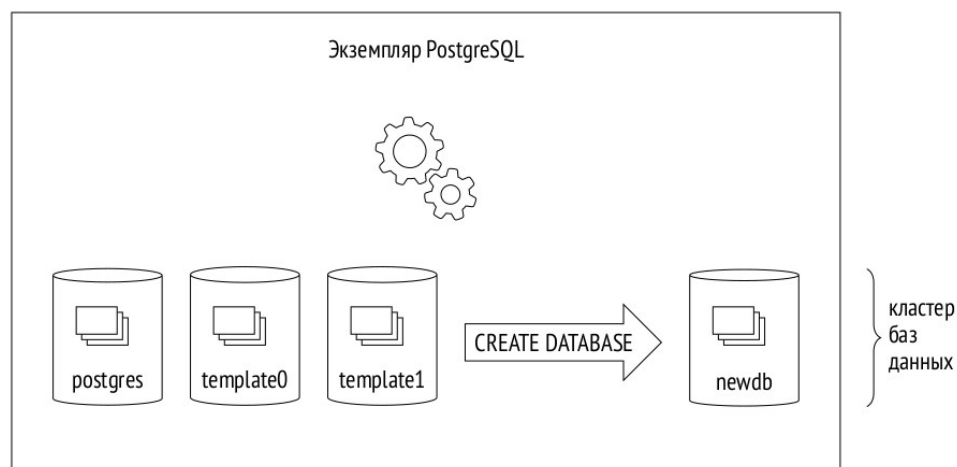 Экземпляр PostgreSQL
postgres
template0
template1
CREATE DATABASE
newdb
кластер
баз
данных